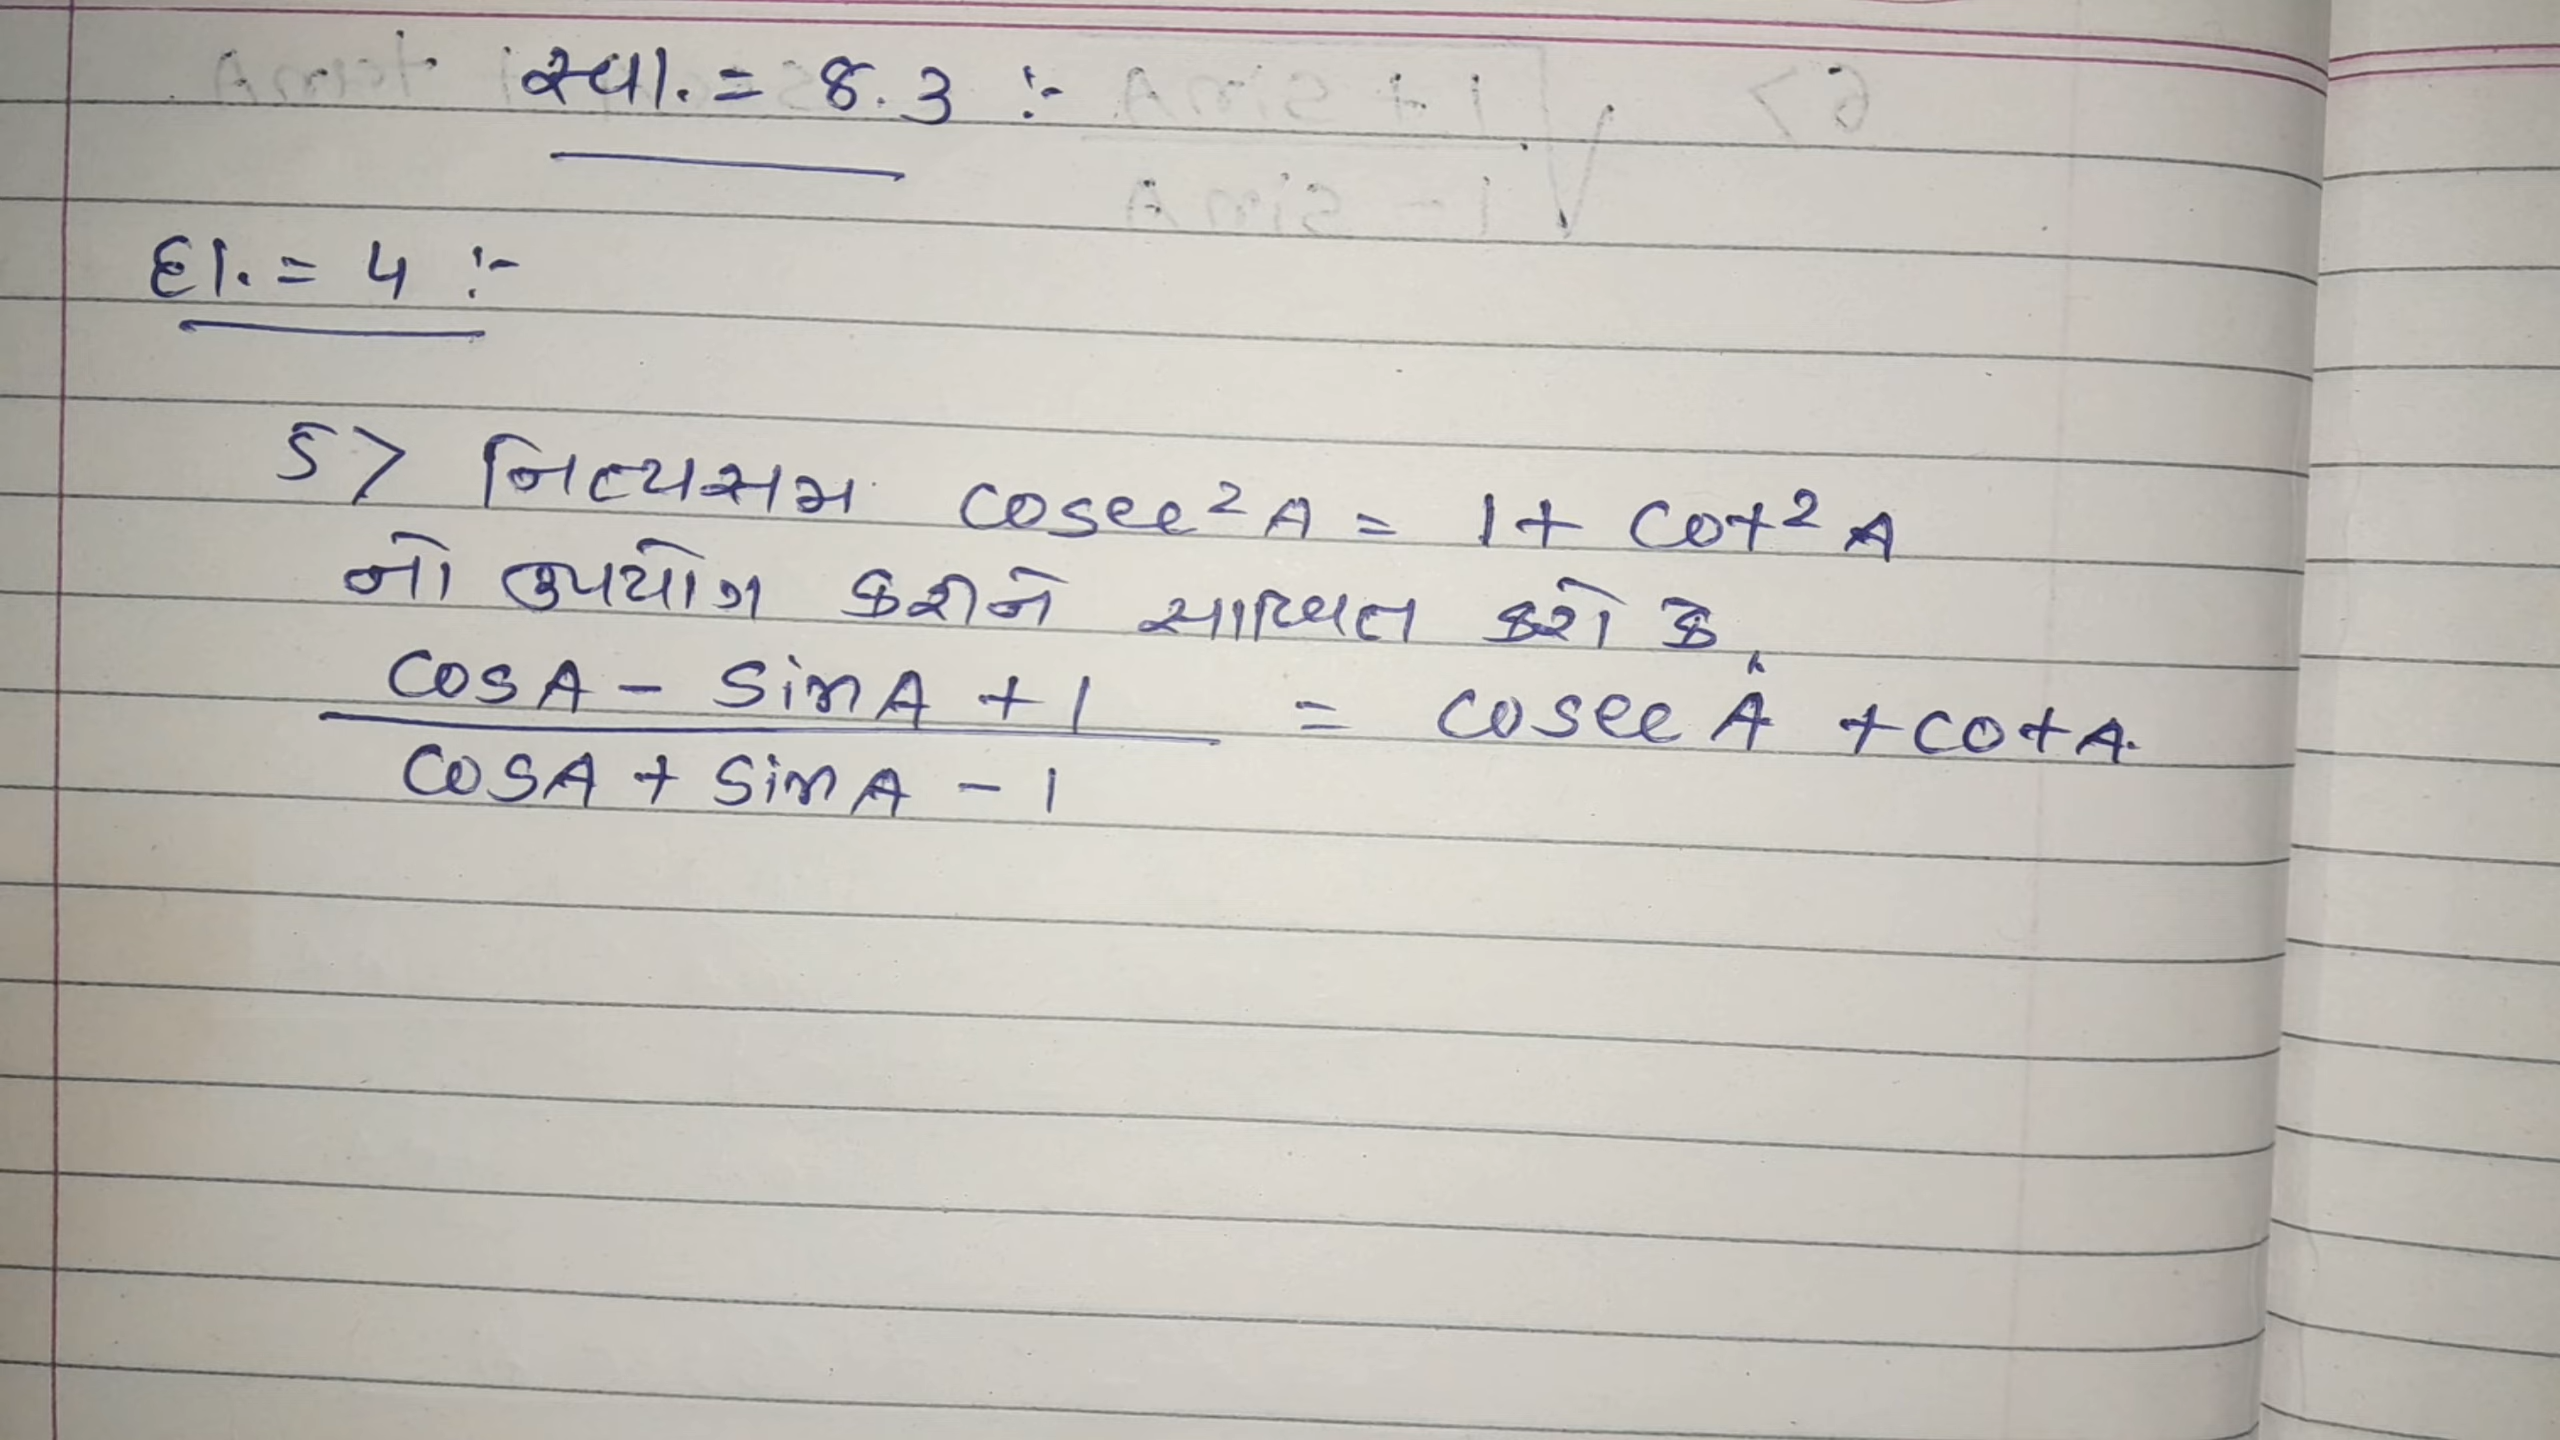 સ્વા. = 8.3 :-
દા. = 4 :-
5> નિત્યસમ cosec²A = 1 + cot²A
નો ઉપયોગ કરીને સાબિત કરો કે,
cosA - sinA + 1 = cosec A + cotA.
cosA + sinA - 1